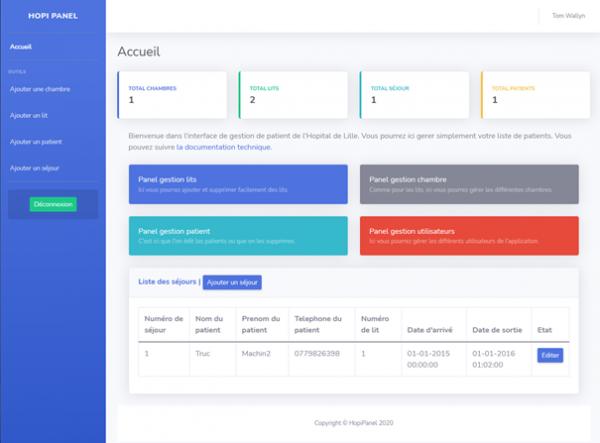 HOPI PANEL
Tom Wallyn
Accueil
OUTILS
Ajouter une chambre
Ajouter un lit
Ajouter un patient
Ajouter un séjour
Déconnexion
Accueil
TOTAL CHAMBRES
1
TOTAL LITS
2
TOTAL SÉJOUR
1
TOTAL PATIENTS
1
Bienvenue dans l'interface de gestion de patient de l'Hopital de Lille. Vous pourrez ici gerer simplement votre liste de patients. Vous
pouvez suivre la documentation technique.
Panel gestion lits
Ici vous pourrez ajouter et supprimer facilement des lits.
Panel gestion chambre
Comme pour les lits, ici vous pourrez gérer les différentes chambres.
Panel gestion patient
C'est ici que l'on édit les patients ou que on les supprimes.
Panel gestion utilisateurs
Ici vous pourrez gérer les différents utilisateurs de l'application.
Liste des séjours | Ajouter un séjour
Numéro de séjour
Nom du patient
Prenom du patient
Telephone du patient
Numéro de lit
Date d'arrivé
Date de sortie
Etat
1
Truc
Machin2
0779826398
1
01-01-2015 00:00:00
01-01-2016 01:02:00
Editer
Copyright © HopiPanel 2020